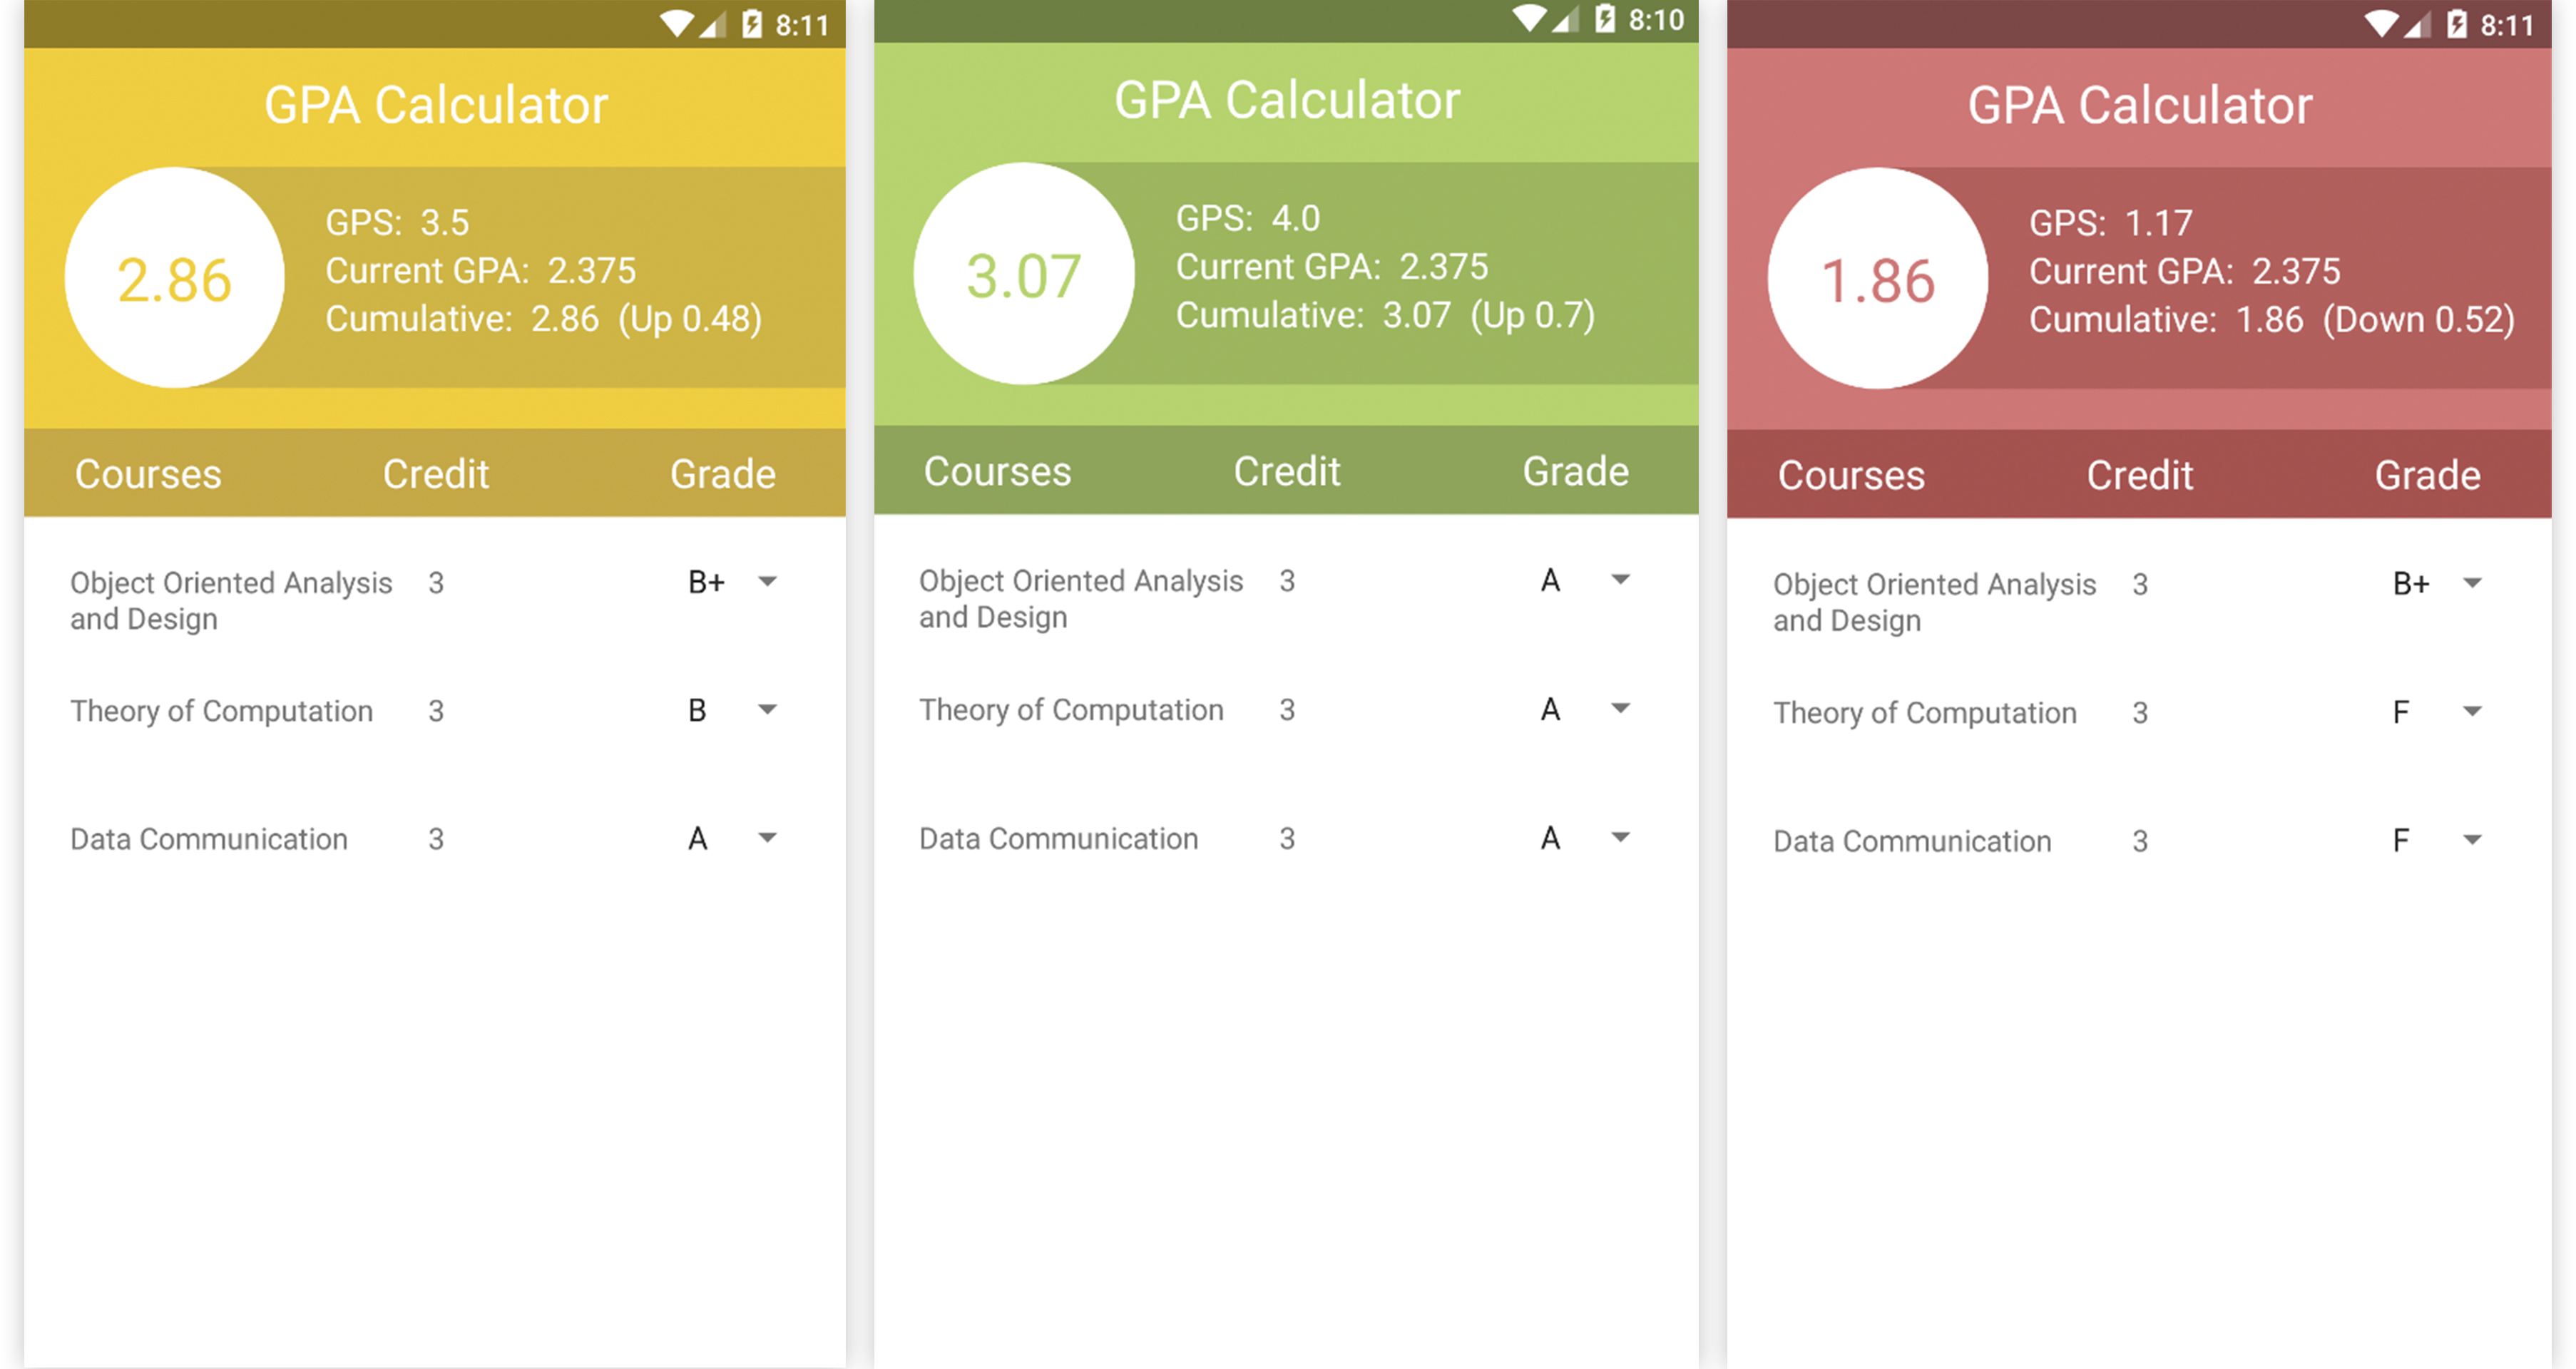 8:11
GPA Calculator
2.86
GPS: 3.5
Current GPA: 2.375
Cumulative: 2.86 (Up 0.48)
Courses Credit Grade
Object Oriented Analysis 3 B+
and Design
Theory of Computation 3 B
Data Communication 3 A
8:10
GPA Calculator
3.07
GPS: 4.0
Current GPA: 2.375
Cumulative: 3.07 (Up 0.7)
Courses Credit Grade
Object Oriented Analysis 3 A
and Design
Theory of Computation 3 A
Data Communication 3 A
8:11
GPA Calculator
1.86
GPS: 1.17
Current GPA: 2.375
Cumulative: 1.86 (Down 0.52)
Courses Credit Grade
Object Oriented Analysis 3 B+
and Design
Theory of Computation 3 F
Data Communication 3 F